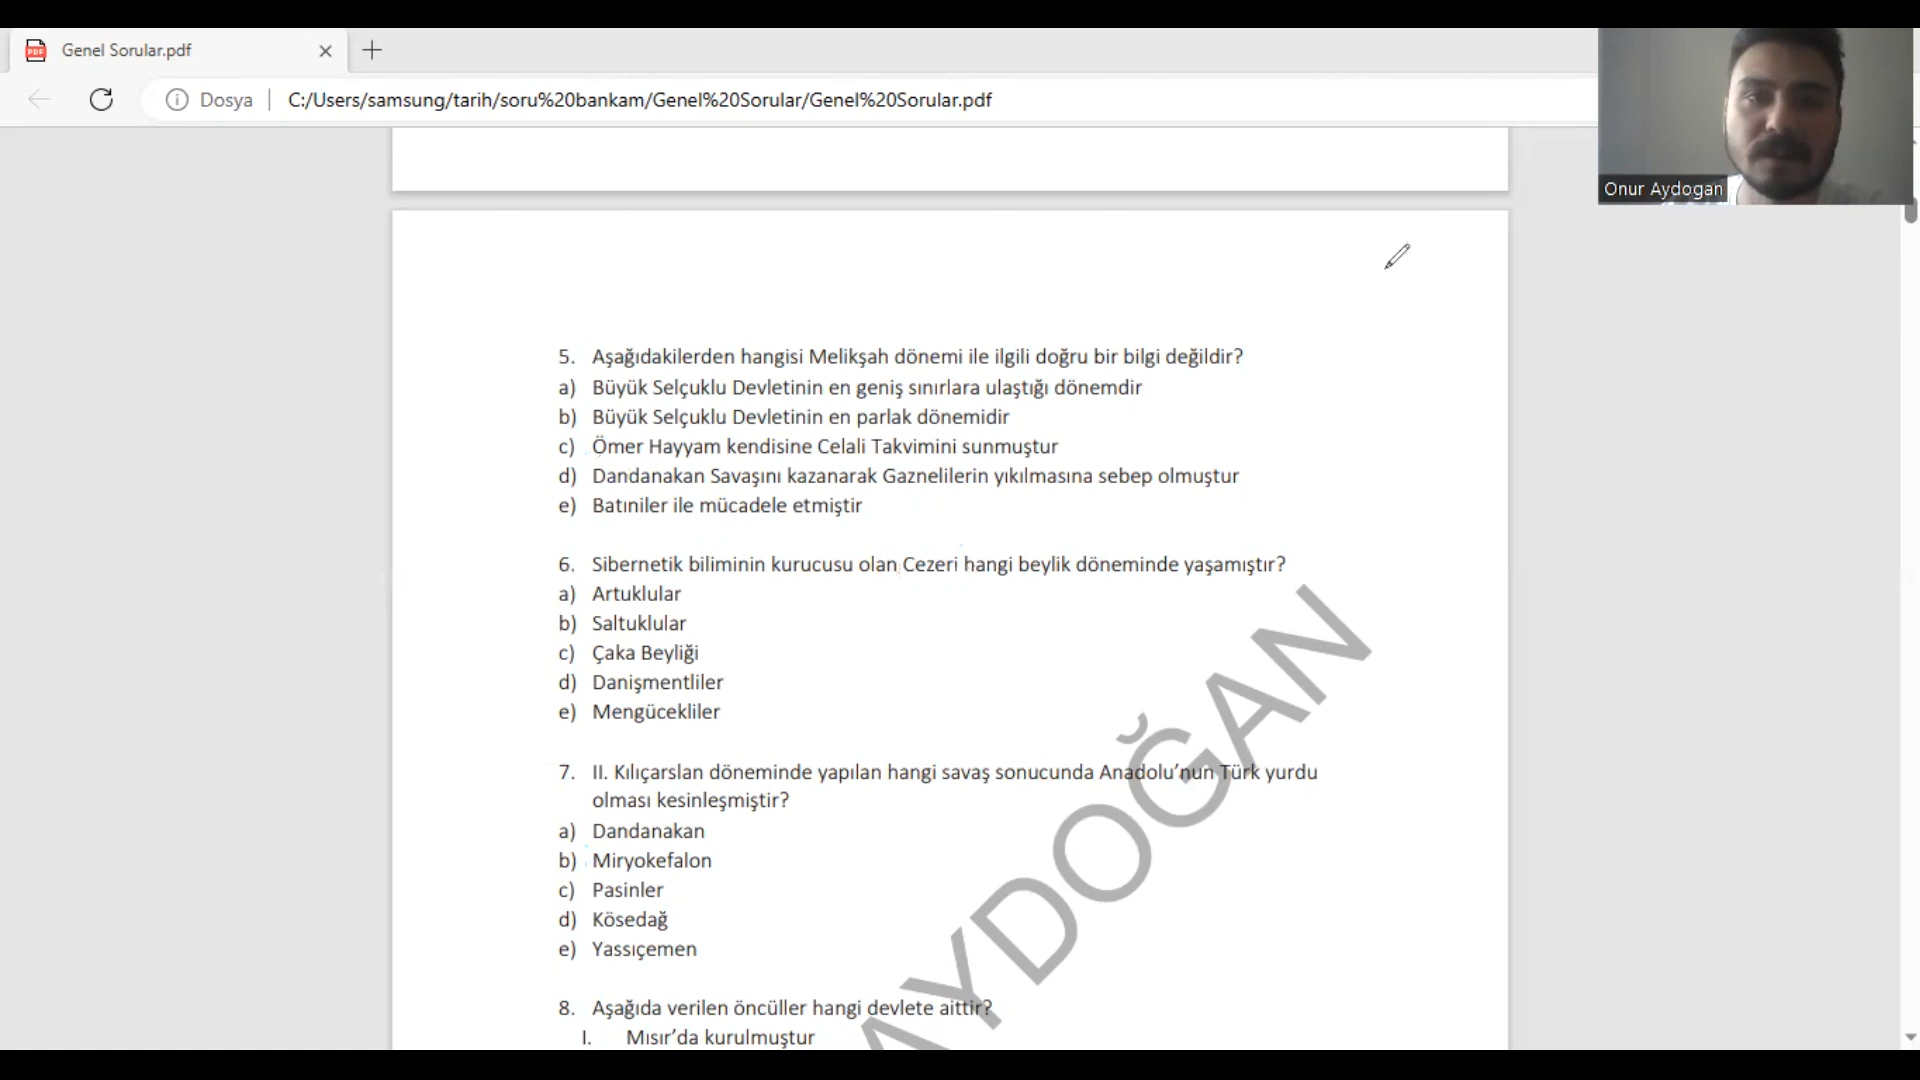 Genel Sorular.pdf
Dosya
C:/Users/samsung/tarih/soru%20bankam/Genel%20Sorular/Genel%20Sorular.pdf
Onur Aydogan
5. Aşağıdakilerden hangisi Melikşah dönemi ile ilgili doğru bir bilgi değildir?
a) Büyük Selçuklu Devletinin en geniş sınırlara ulaştığı dönemdir
b) Büyük Selçuklu Devletinin en parlak dönemidir
c) Ömer Hayyam kendisine Celali Takvimini sunmuştur
d) Dandanakan Savaşını kazanarak Gaznelilerin yıkılmasına sebep olmuştur
e) Batıniler ile mücadele etmiştir
6. Sibernetik biliminin kurucusu olan Cezeri hangi beylik döneminde yaşamıştır?
a) Artuklular
b) Saltuklular
c) Çaka Beyliği
d) Danişmentliler
e) Mengücekliler
7. II. Kılıçarslan döneminde yapılan hangi savaş sonucunda Anadolu’nun Türk yurdu
olması kesinleşmiştir?
a) Dandanakan
b) Miryokefalon
c) Pasinler
d) Kösedağ
e) Yassıçemen
8. Aşağıda verilen öncüller hangi devlete aittir?
I. Mısır’da kurulmuştur
AYDOĞAN